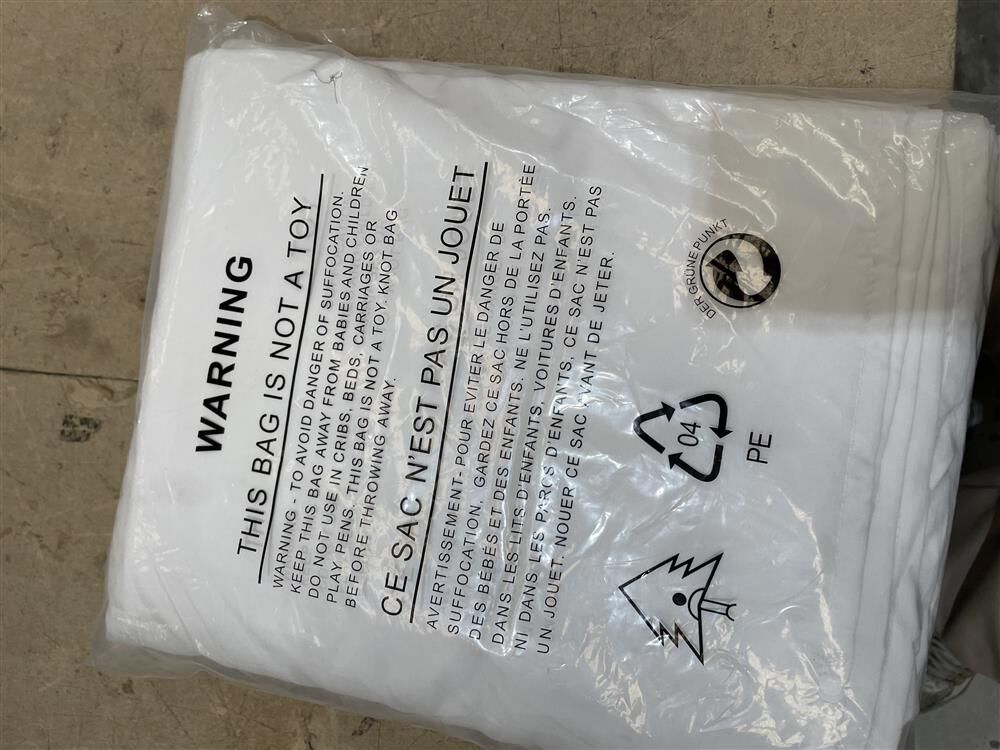 WARNING
THIS BAG IS NOT A TOY
WARNING - TO AVOID DANGER OF SUFFOCATION.
KEEP THIS BAG AWAY FROM BABIES AND CHILDREN
DO NOT USE IN CRIBS, BEDS, CARRIAGES OR
PLAY PENS. THIS BAG IS NOT A TOY. KNOT BAG
BEFORE THROWING AWAY.
CE SAC N'EST PAS UN JOUET
AVERTISSEMENT- POUR EVITER LE DANGER DE
SUFFOCATION, GARDEZ CE SAC HORS DE LA PORTÈE
DES BÉBÉS ET DES ENFANTS. NE L'UTILISEZ PAS.
DANS LES LITS D'ENFANTS, VOITURES D'ENFANTS.
NI DANS LES PARCS D'ENFANTS, CE SAC N'EST PAS
UN JOUET. NOUER CE SAC AVANT DE JETER.
04
PE
DER GRÜNE PUNKT